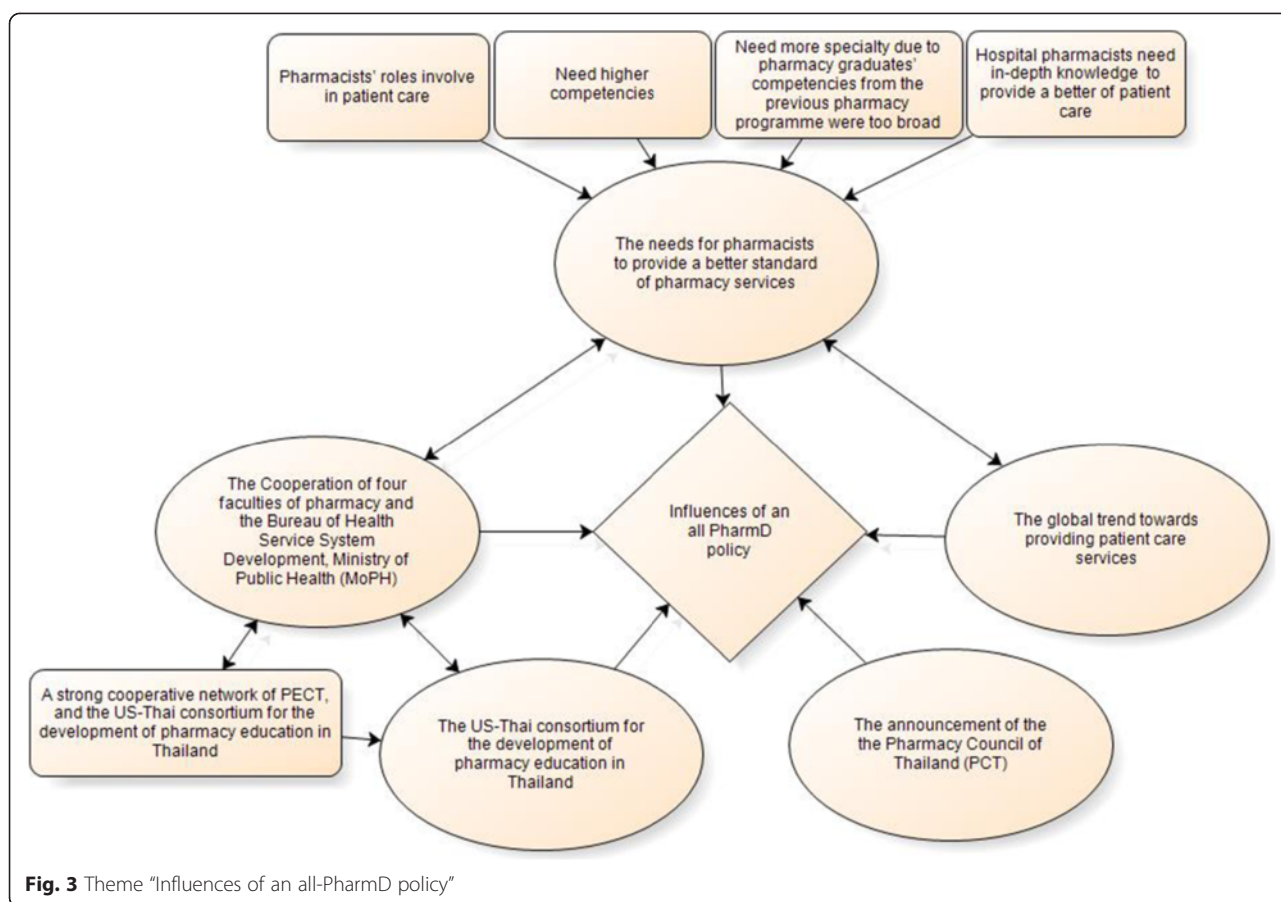 Pharmacists' roles involve
in patient care
Need higher
competencies
Need more specialty due to
pharmacy graduates'
competencies from the
previous pharmacy
programme were too broad
Hospital pharmacists need
in-depth knowledge to
provide a better of patient
care
The needs for pharmacists
to provide a better standard
of pharmacy services
The Cooperation of four
faculties of pharmacy and
the Bureau of Health
Service System
Development, Ministry of
Public Health (MoPH)
Influences of an
all PharmD
policy
The global trend towards
providing patient care
services
A strong cooperative network of PECT,
and the US-Thai consortium for the
development of pharmacy education in
Thailand
The US-Thai consortium for
the development of
pharmacy education in
Thailand
The announcement of the
the Pharmacy Council of
Thailand (PCT)
Fig. 3 Theme "Influences of an all-PharmD policy"